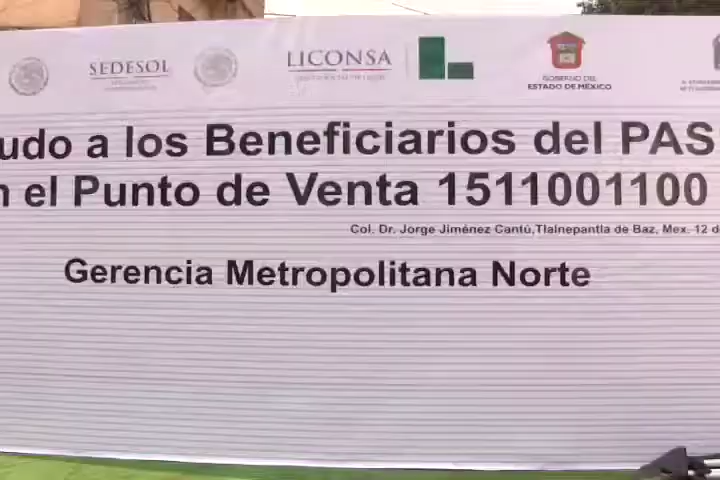 SEDESOL
LICONSA
GOBIERNO DEL
ESTADO DE MÉXICO
udo a los Beneficiarios del PAS
n el Punto de Venta 1511001100
Col. Dr. Jorge Jiménez Cantú,Tlalnepantla de Baz, Mex. 12 d
Gerencia Metropolitana Norte